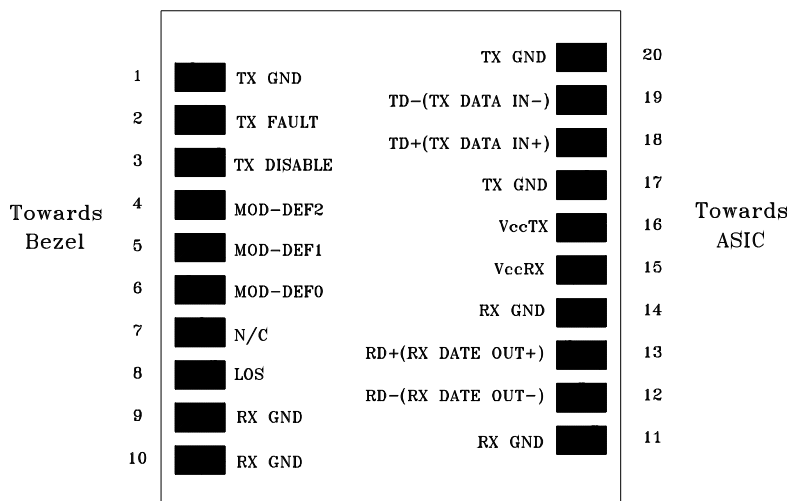 Towards
Bezel
1 TX GND
2 TX FAULT
3 TX DISABLE
4 MOD-DEF2
5 MOD-DEF1
6 MOD-DEF0
7 N/C
8 LOS
9 RX GND
10 RX GND
TX GND 20
TD-(TX DATA IN-) 19
TD+(TX DATA IN+) 18
TX GND 17
VccTX 16
VccRX 15
RX GND 14
RD+(RX DATE OUT+) 13
RD-(RX DATE OUT-) 12
RX GND 11
Towards
ASIC